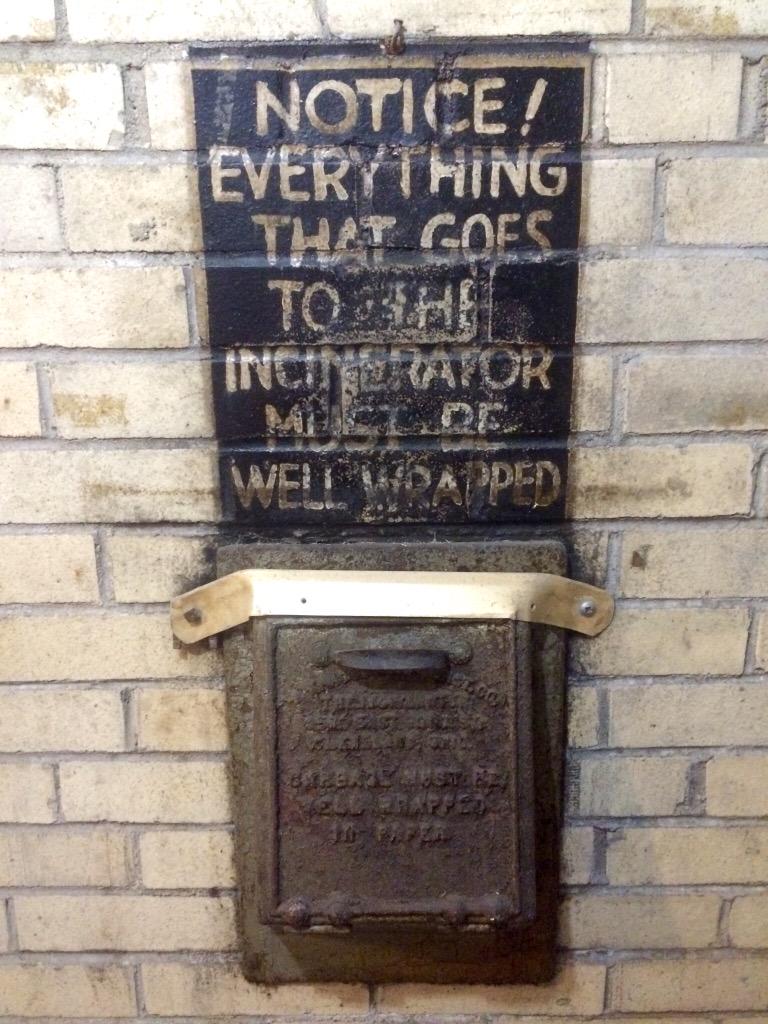 NOTICE!
EVERYTHING
THAT GOES
TO THE
INCINERATOR
MUST BE
WELL WRAPPED
GARBAGE MUST BE
WELL WRAPPED
IN PAPER